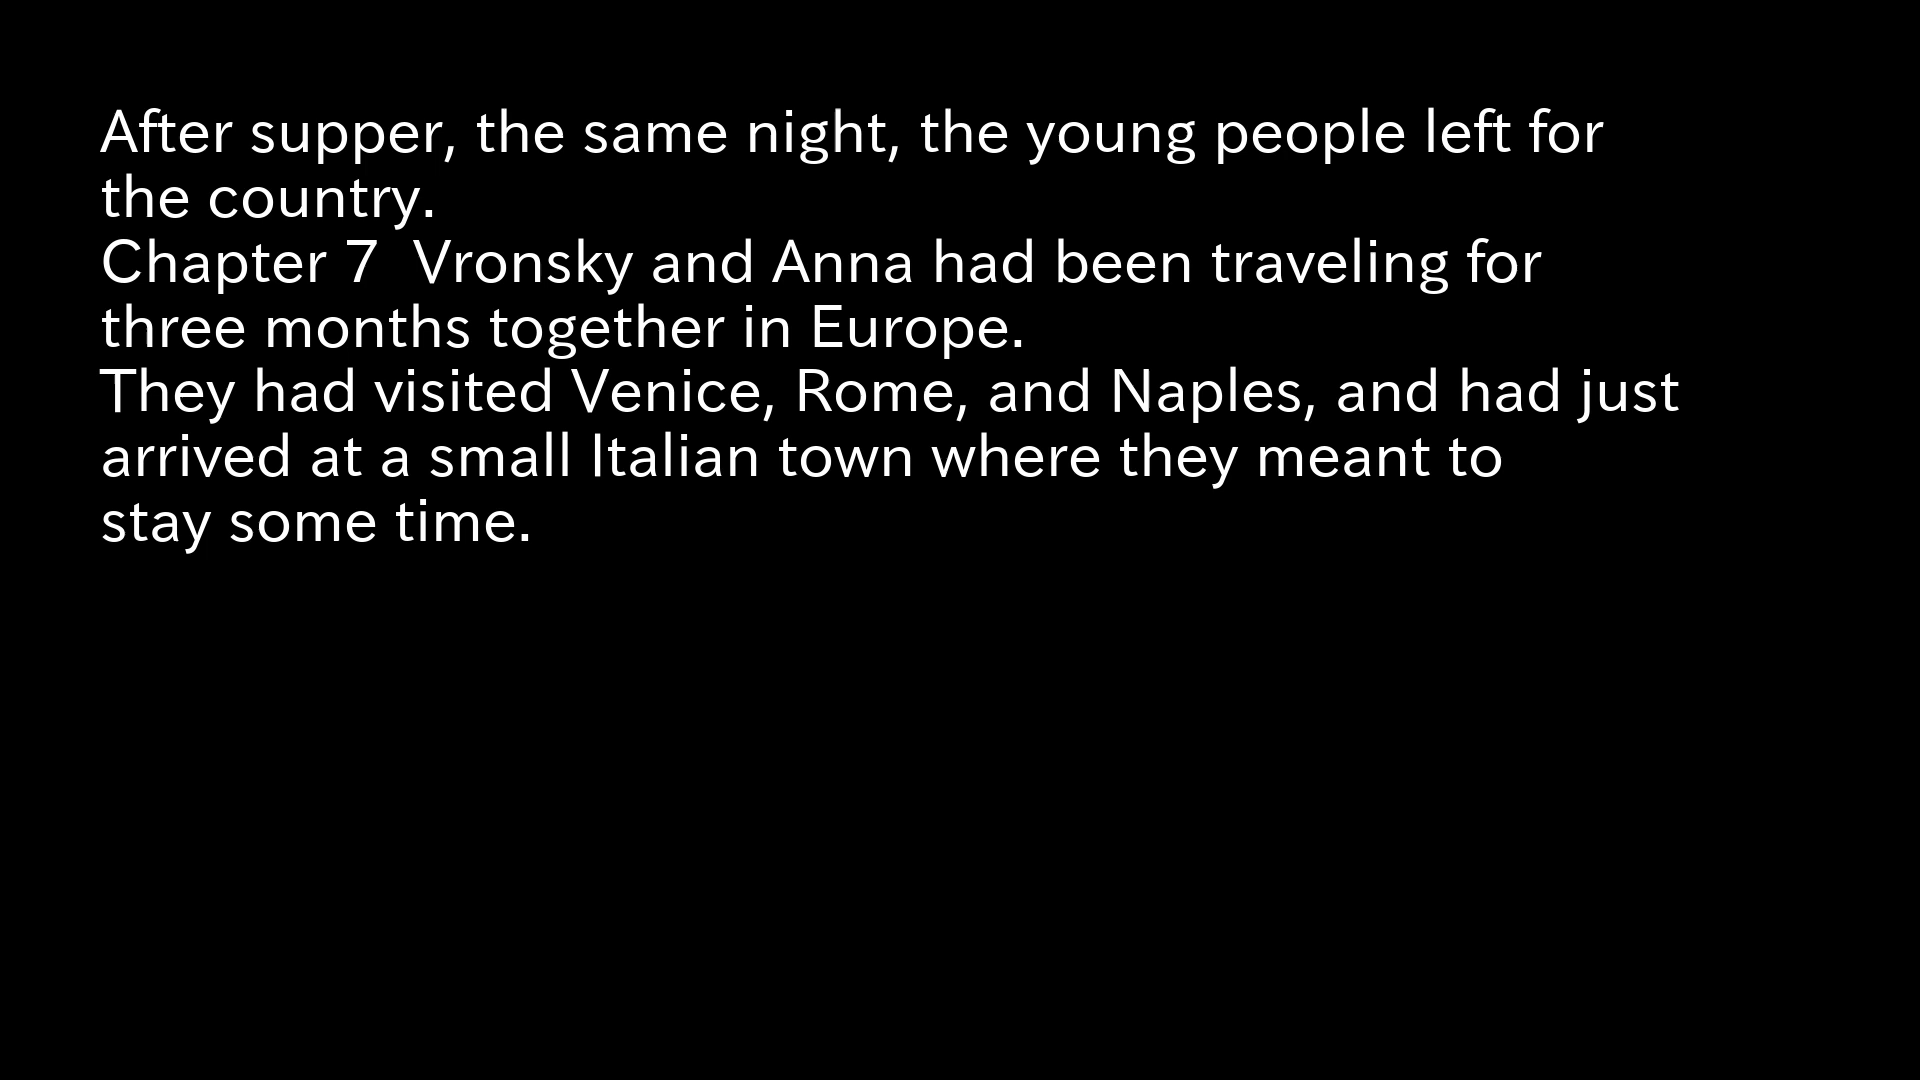 After supper, the same night, the young people left for
the country.
Chapter 7  Vronsky and Anna had been traveling for
three months together in Europe.
They had visited Venice, Rome, and Naples, and had just
arrived at a small Italian town where they meant to
stay some time.